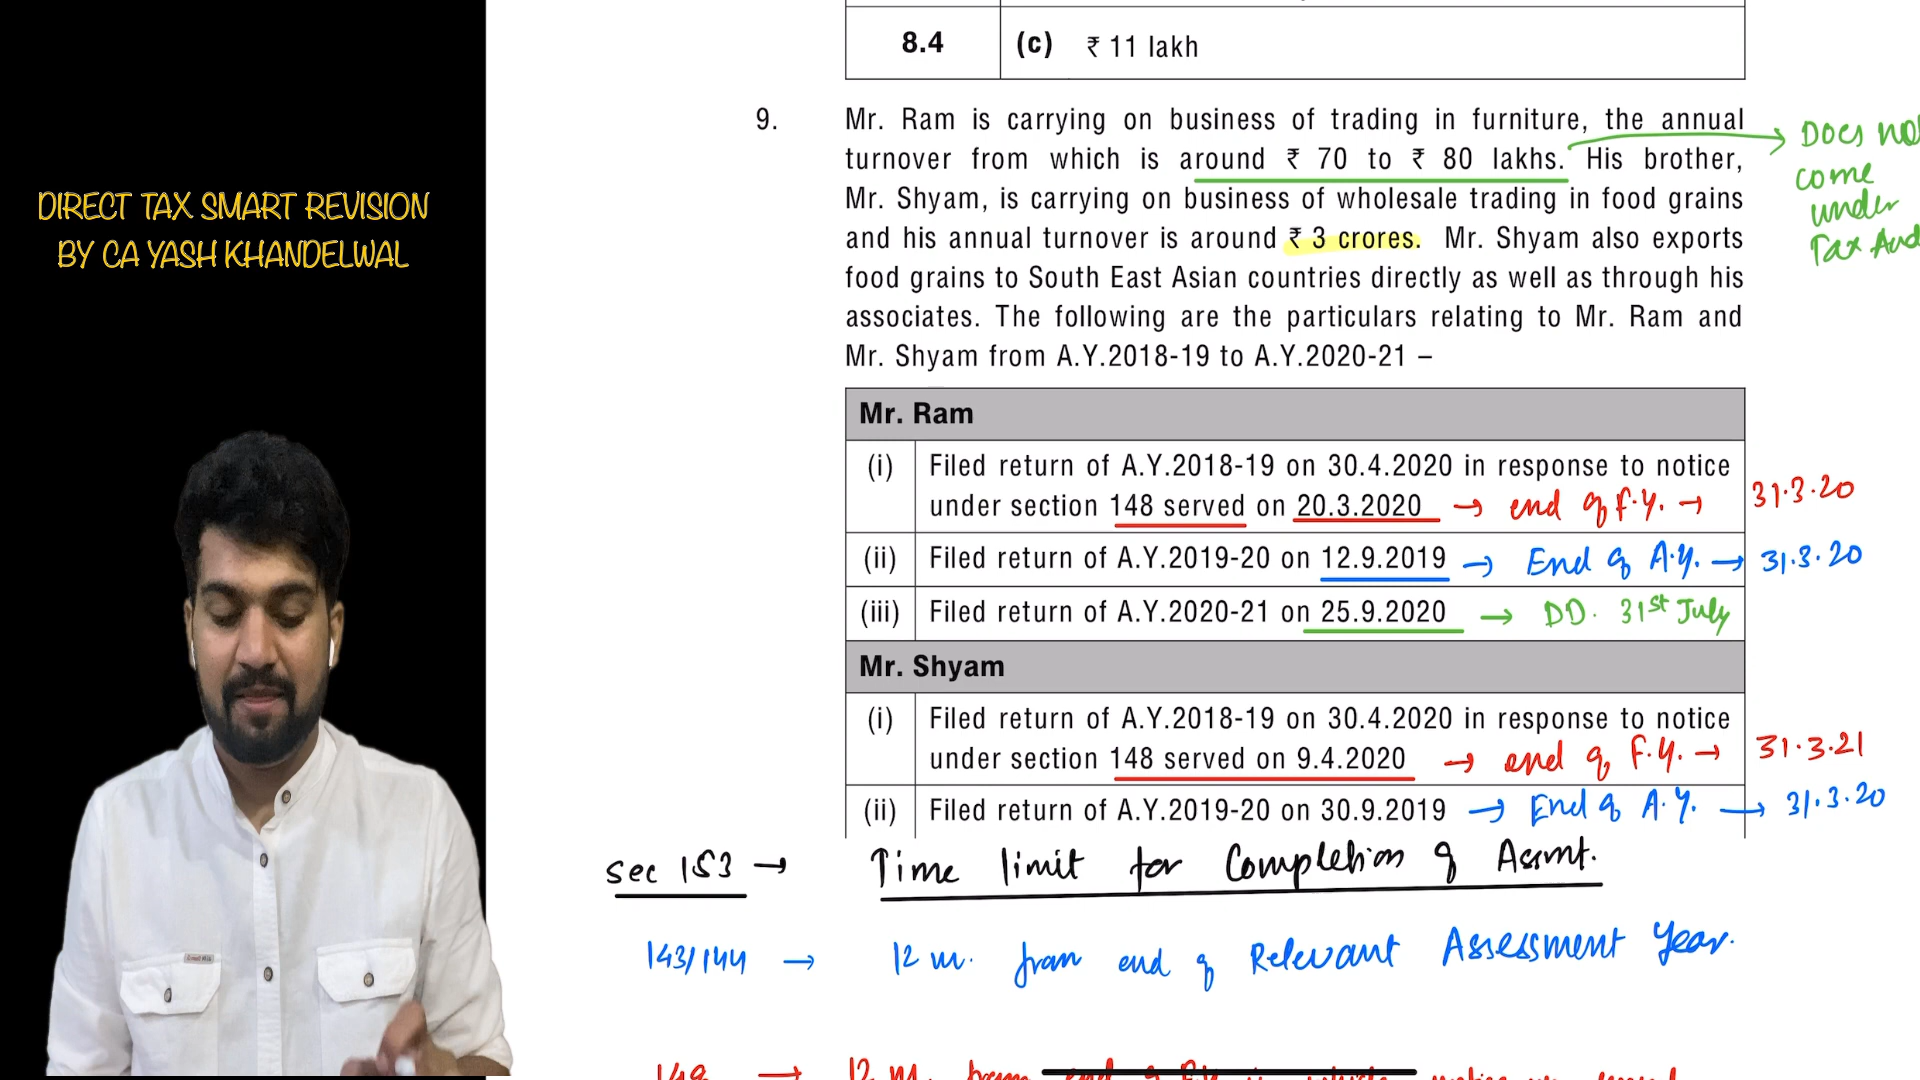 DIRECT TAX SMART REVISION
BY CA YASH KHANDELWAL
8.4 (c) ₹ 11 lakh
9. Mr. Ram is carrying on business of trading in furniture, the annual
turnover from which is around ₹ 70 to ₹ 80 lakhs. His brother,
Mr. Shyam, is carrying on business of wholesale trading in food grains
and his annual turnover is around ₹ 3 crores. Mr. Shyam also exports
food grains to South East Asian countries directly as well as through his
associates. The following are the particulars relating to Mr. Ram and
Mr. Shyam from A.Y.2018-19 to A.Y.2020-21 –
Does not
come
under
Tax Aud
Mr. Ram
(i) Filed return of A.Y.2018-19 on 30.4.2020 in response to notice
under section 148 served on 20.3.2020 → end of F.Y. → 31.3.20
(ii) Filed return of A.Y.2019-20 on 12.9.2019 → End of A.Y. → 31.3.20
(iii) Filed return of A.Y.2020-21 on 25.9.2020 → DD. 31st July
Mr. Shyam
(i) Filed return of A.Y.2018-19 on 30.4.2020 in response to notice
under section 148 served on 9.4.2020 → end of F.Y. → 31.3.21
(ii) Filed return of A.Y.2019-20 on 30.9.2019 → End of A.Y. → 31.3.20
Sec 153 → Time limit for Completion of Assmt.
143/144 → 12 m. from end of Relevant Assessment Year.
148 → 12 m. from